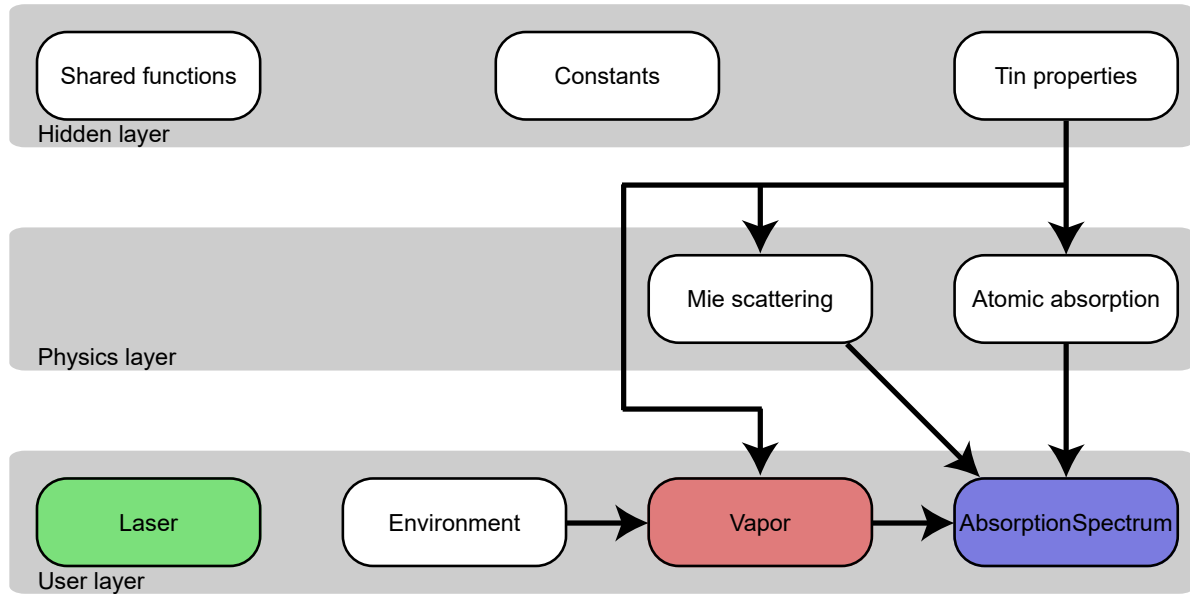 Shared functions
Constants
Tin properties
Hidden layer
Mie scattering
Atomic absorption
Physics layer
Laser
Environment
Vapor
AbsorptionSpectrum
User layer